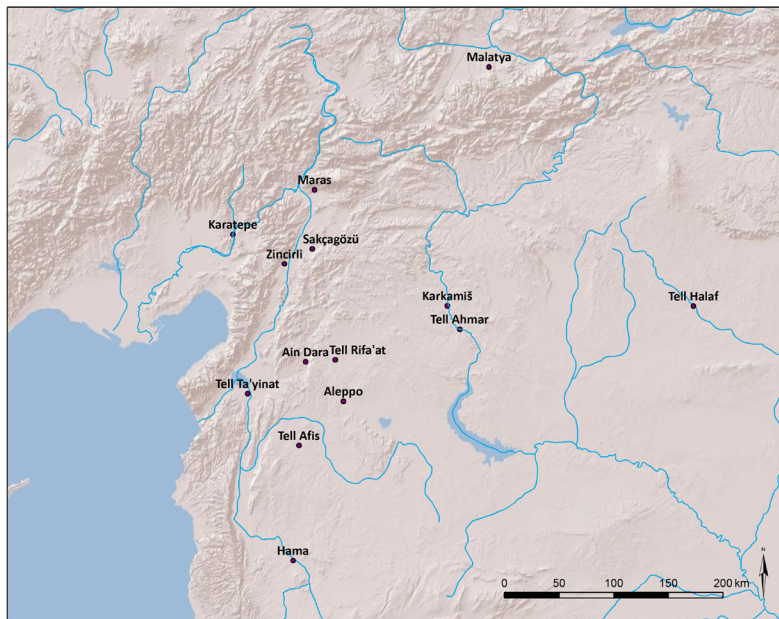 Malatya
Maras
Karatepe
Sakçagözü
Zincirli
Karkamiš
Tell Halaf
Tell Ahmar
Ain Dara
Tell Rifa'at
Tell Ta'yinat
Aleppo
Tell Afis
Hama
N
0 50 100 150 200 km